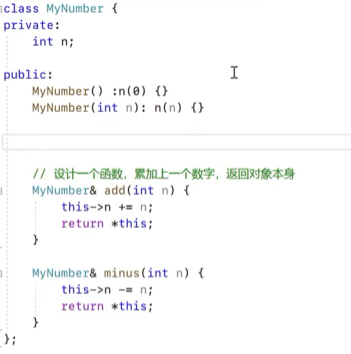 class MyNumber {
private:
    int n;
public:
    MyNumber() :n(0) {}
    MyNumber(int n): n(n) {}
    // 设计一个函数，累加上一个数字，返回对象本身
    MyNumber& add(int n) {
        this->n += n;
        return *this;
    }
    MyNumber& minus(int n) {
        this->n -= n;
        return *this;
    }
};